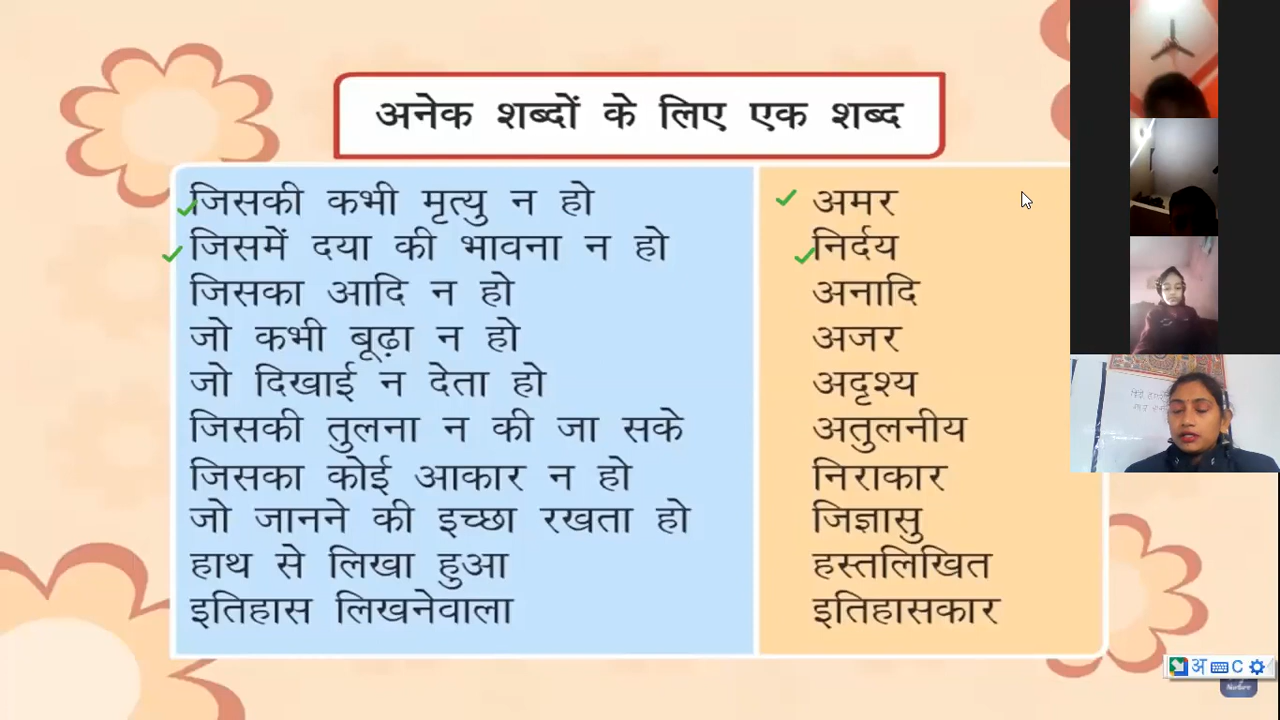 अनेक शब्दों के लिए एक शब्द
जिसकी कभी मृत्यु न हो अमर
जिसमें दया की भावना न हो निर्दय
जिसका आदि न हो अनादि
जो कभी बूढ़ा न हो अजर
जो दिखाई न देता हो अदृश्य
जिसकी तुलना न की जा सके अतुलनीय
जिसका कोई आकार न हो निराकार
जो जानने की इच्छा रखता हो जिज्ञासु
हाथ से लिखा हुआ हस्तलिखित
इतिहास लिखनेवाला इतिहासकार
अ C
Nurture